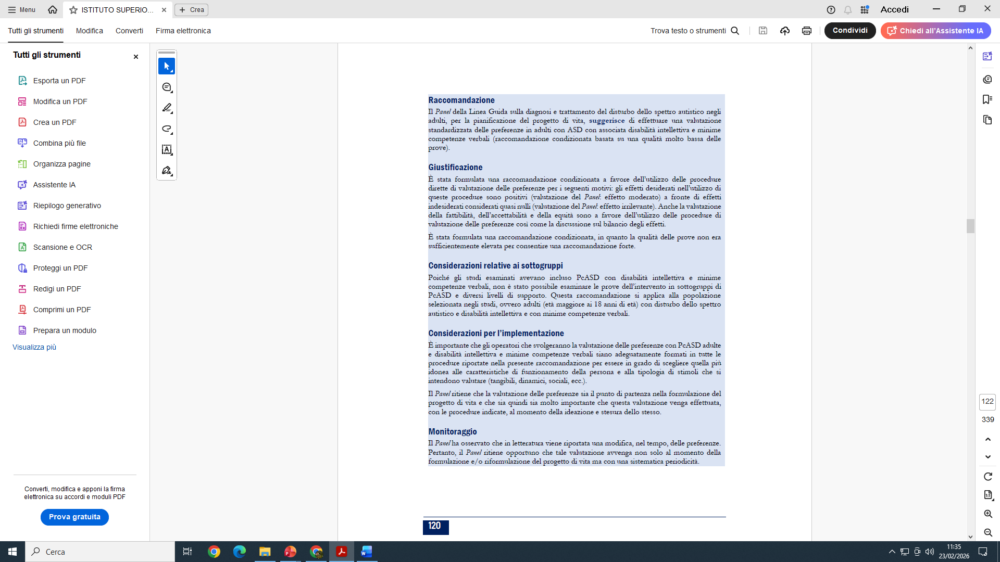 Menu
ISTITUTO SUPERIO...
Crea
Accedi
Tutti gli strumenti
Modifica
Converti
Firma elettronica
Trova testo o strumenti
Condividi
Chiedi all'Assistente IA
Tutti gli strumenti
Esporta un PDF
Modifica un PDF
Crea un PDF
Combina più file
Organizza pagine
Assistente IA
Riepilogo generativo
Richiedi firme elettroniche
Scansione e OCR
Proteggi un PDF
Redigi un PDF
Comprimi un PDF
Prepara un modulo
Visualizza più
Converti, modifica e apponi la firma
elettronica su accordi e moduli PDF
Prova gratuita
Raccomandazione
Il Panel della Linea Guida sulla diagnosi e trattamento del disturbo dello spettro autistico negli
adulti, per la pianificazione del progetto di vita, suggerisce di effettuare una valutazione
standardizzata delle preferenze in adulti con ASD con associata disabilità intellettiva e minime
competenze verbali (raccomandazione condizionata basata su una qualità molto bassa delle
prove).
Giustificazione
È stata formulata una raccomandazione condizionata a favore dell'utilizzo delle procedure
dirette di valutazione delle preferenze per i seguenti motivi: gli effetti desiderati nell'utilizzo di
queste procedure sono positivi (valutazione del Panel: effetto moderato) a fronte di effetti
indesiderati considerati quasi nulli (valutazione del Panel: effetto irrilevante). Anche la valutazione
della fattibilità, dell'accettabilità e della equità sono a favore dell'utilizzo delle procedure di
valutazione delle preferenze così come la discussione sul bilancio degli effetti.
È stata formulata una raccomandazione condizionata, in quanto la qualità delle prove non era
sufficientemente elevata per consentire una raccomandazione forte.
Considerazioni relative ai sottogruppi
Poiché gli studi esaminati avevano incluso PcASD con disabilità intellettiva e minime
competenze verbali, non è stato possibile esaminare le prove dell'intervento in sottogruppi di
PcASD e diversi livelli di supporto. Questa raccomandazione si applica alla popolazione
selezionata negli studi, ovvero adulti (età maggiore ai 18 anni di età) con disturbo dello spettro
autistico e disabilità intellettiva e con minime competenze verbali.
Considerazioni per l'implementazione
È importante che gli operatori che svolgeranno la valutazione delle preferenze con PcASD adulte
e disabilità intellettiva e minime competenze verbali siano adeguatamente formati in tutte le
procedure riportate nella presente raccomandazione per essere in grado di scegliere quella più
idonea alle caratteristiche di funzionamento della persona e alla tipologia di stimoli che si
intendono valutare (tangibili, dinamici, sociali, ecc.).
Il Panel ritiene che la valutazione delle preferenze sia il punto di partenza nella formulazione del
progetto di vita e che sia quindi sia molto importante che questa valutazione venga effettuata,
con le procedure indicate, al momento della ideazione e stesura dello stesso.
Monitoraggio
Il Panel ha osservato che in letteratura viene riportata una modifica, nel tempo, delle preferenze.
Pertanto, il Panel ritiene opportuno che tale valutazione avvenga non solo al momento della
formulazione e/o riformulazione del progetto di vita ma con una sistematica periodicità.
120
122
339
Cerca
11:35
23/02/2026